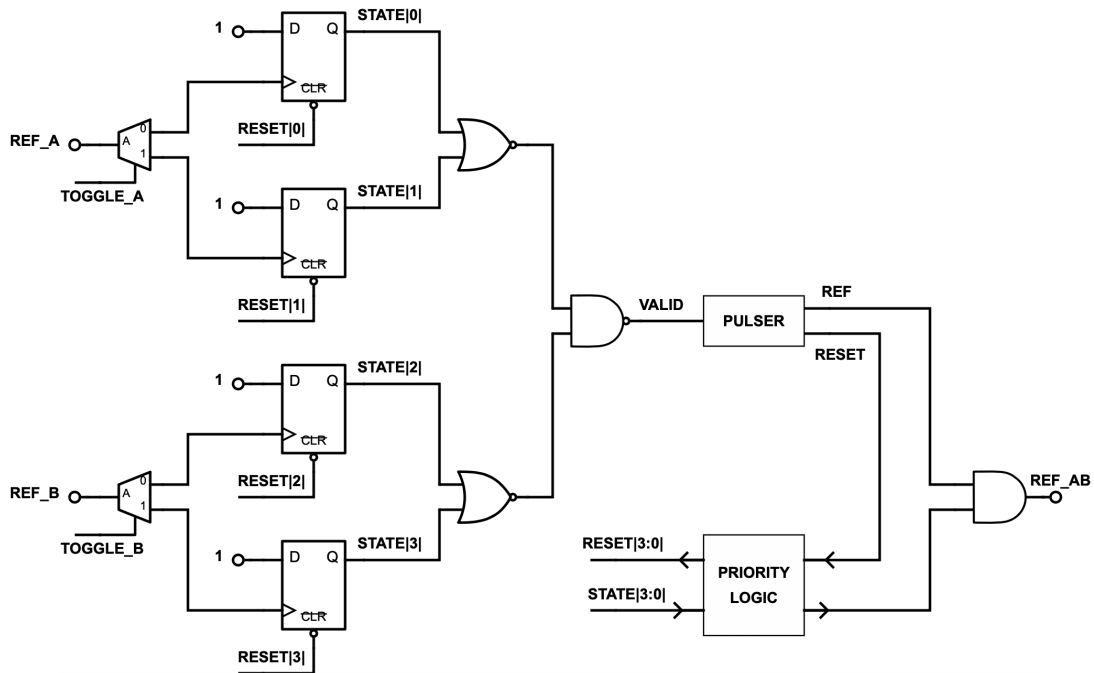 STATE|0|
1
D Q
CLR
RESET|0|
REF_A
A
0
1
TOGGLE_A
STATE|1|
1
D Q
CLR
RESET|1|
VALID
PULSER
REF
RESET
STATE|2|
1
D Q
CLR
RESET|2|
REF_B
A
0
1
TOGGLE_B
STATE|3|
1
D Q
CLR
RESET|3|
RESET|3:0|
STATE|3:0|
PRIORITY
LOGIC
REF_AB